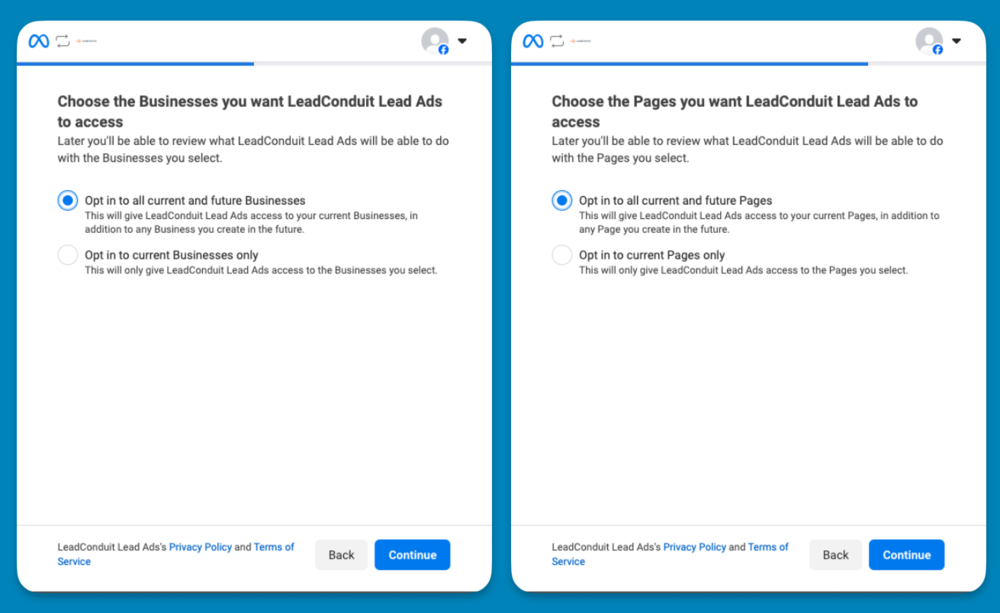 Choose the Businesses you want LeadConduit Lead Ads
to access
Later you'll be able to review what LeadConduit Lead Ads will be able to do
with the Businesses you select.
Opt in to all current and future Businesses
This will give LeadConduit Lead Ads access to your current Businesses, in
addition to any Business you create in the future.
Opt in to current Businesses only
This will only give LeadConduit Lead Ads access to the Businesses you select.
LeadConduit Lead Ads's Privacy Policy and Terms of
Service
Back
Continue
Choose the Pages you want LeadConduit Lead Ads to
access
Later you'll be able to review what LeadConduit Lead Ads will be able to do
with the Pages you select.
Opt in to all current and future Pages
This will give LeadConduit Lead Ads access to your current Pages, in addition to
any Page you create in the future.
Opt in to current Pages only
This will only give LeadConduit Lead Ads access to the Pages you select.
LeadConduit Lead Ads's Privacy Policy and Terms of
Service
Back
Continue